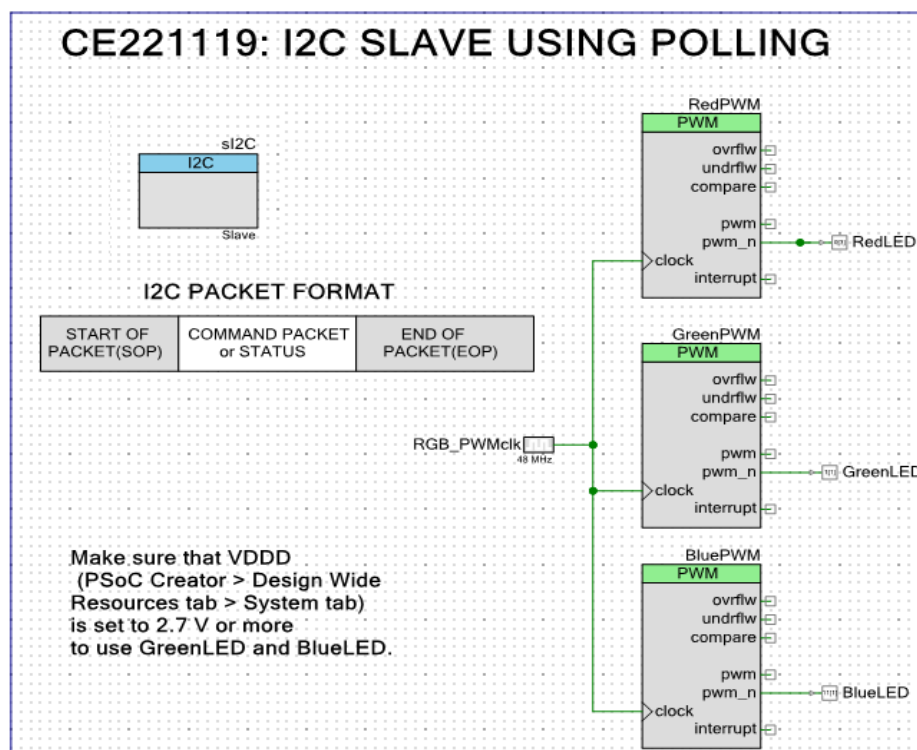 CE221119: I2C SLAVE USING POLLING
sI2C
I2C
Slave
I2C PACKET FORMAT
START OF
PACKET(SOP)
COMMAND PACKET
or STATUS
END OF
PACKET(EOP)
RGB_PWMclk
48 MHz
Make sure that VDDD
(PSoC Creator > Design Wide
Resources tab > System tab)
is set to 2.7 V or more
to use GreenLED and BlueLED.
RedPWM
PWM
ovrflw
undrflw
compare
pwm
pwm_n
RedLED
clock
interrupt
GreenPWM
PWM
ovrflw
undrflw
compare
pwm
pwm_n
GreenLED
clock
interrupt
BluePWM
PWM
ovrflw
undrflw
compare
pwm
pwm_n
BlueLED
clock
interrupt